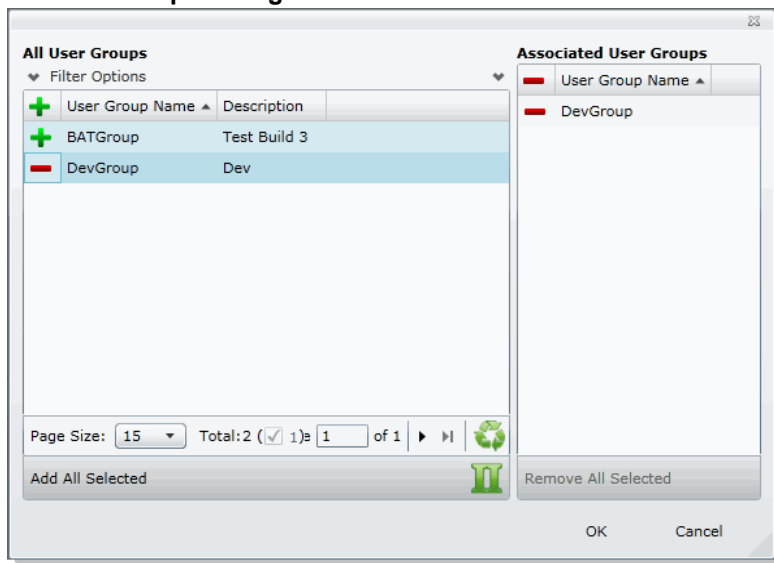 All User Groups
Filter Options
User Group Name Description
BATGroup Test Build 3
DevGroup Dev
Page Size: 15 Total:2 ( 1) 1 of 1
Add All Selected
Associated User Groups
User Group Name
DevGroup
Remove All Selected
OK Cancel